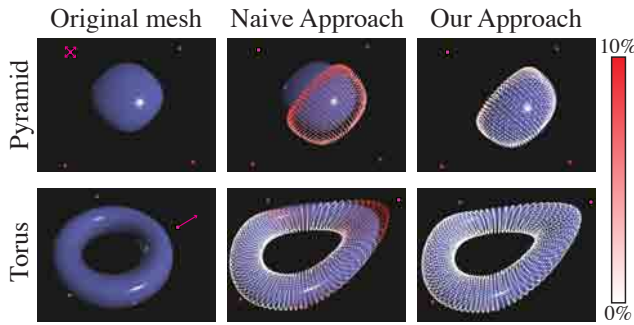 Original mesh Naive Approach Our Approach
10%
Pyramid
Torus
0%